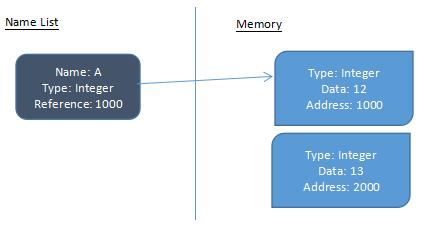 Name List
Memory
Name: A
Type: Integer
Reference: 1000
Type: Integer
Data: 12
Address: 1000
Type: Integer
Data: 13
Address: 2000